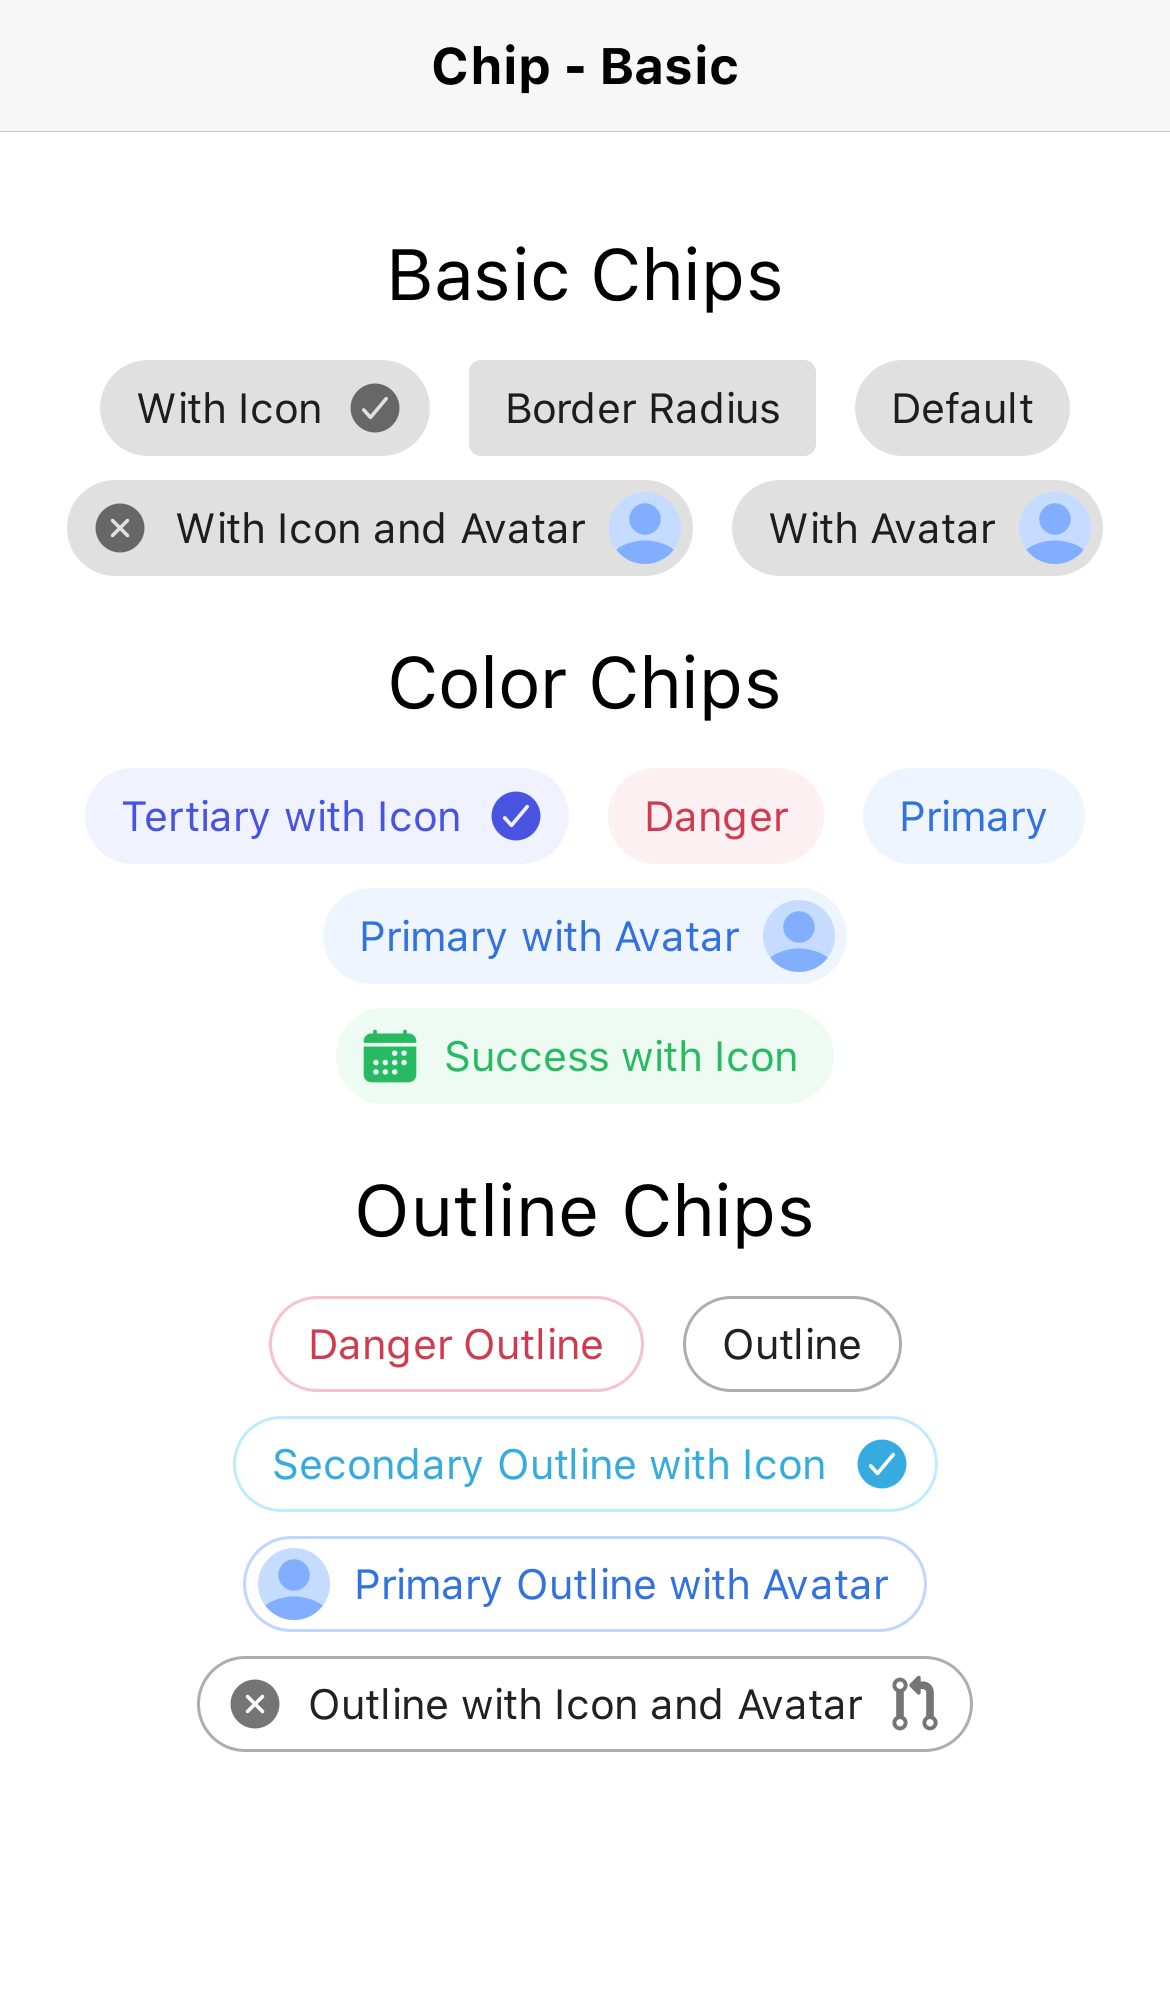 Chip - Basic
Basic Chips
With Icon Border Radius Default
With Icon and Avatar With Avatar
Color Chips
Tertiary with Icon Danger Primary
Primary with Avatar
Success with Icon
Outline Chips
Danger Outline Outline
Secondary Outline with Icon
Primary Outline with Avatar
Outline with Icon and Avatar